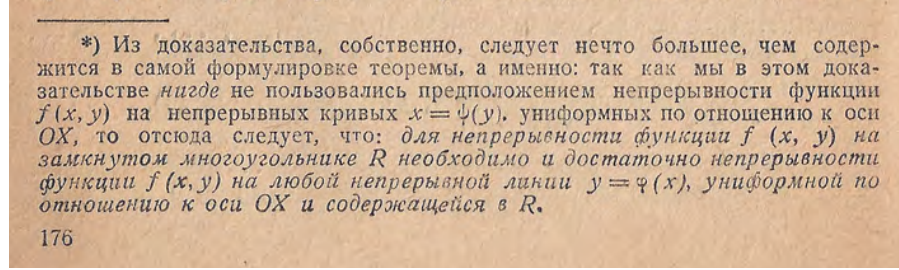 *) Из доказательства, собственно, следует нечто большее, чем содер-
жится в самой формулировке теоремы, а именно: так как мы в этом дока-
зательстве нигде не пользовались предположением непрерывности функции
f (x, y) на непрерывных кривых x = ψ(y), униформных по отношению к оси
OX, то отсюда следует, что: для непрерывности функции f (x, y) на
замкнутом многоугольнике R необходимо и достаточно непрерывности
функции f (x, y) на любой непрерывной линии y = φ (x), униформной по
отношению к оси OX и содержащейся в R.
176